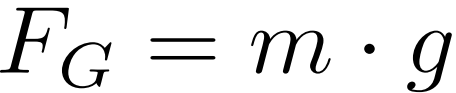 F_G = m · g